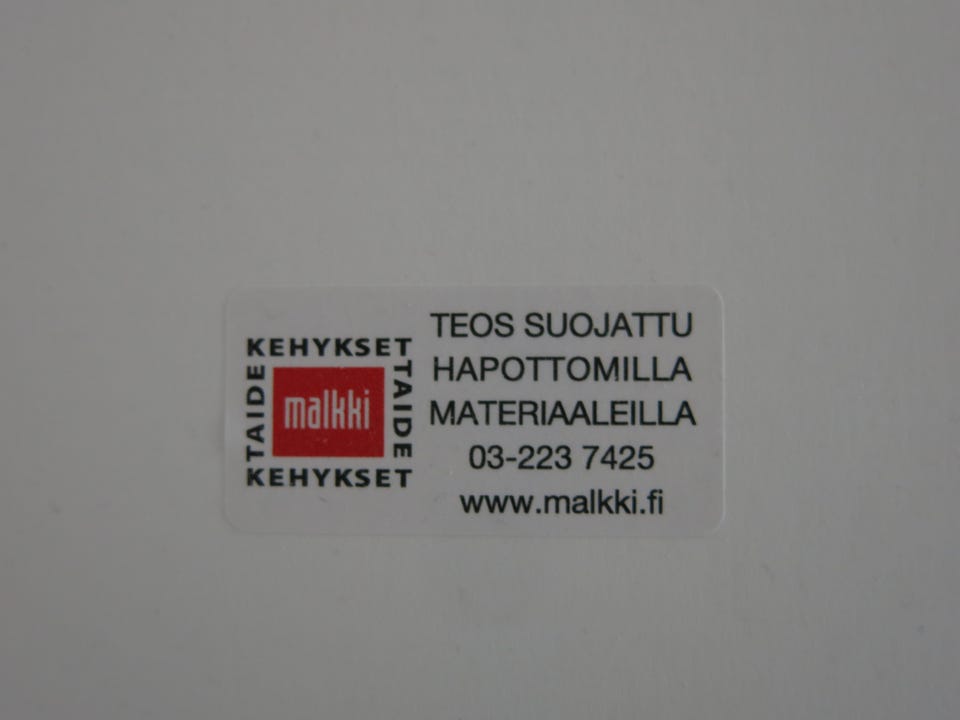 KEHYKSET
TAIDE
malkki
TAIDE
KEHYKSET
TEOS SUOJATTU
HAPOTTOMILLA
MATERIAALEILLA
03-223 7425
www.malkki.fi